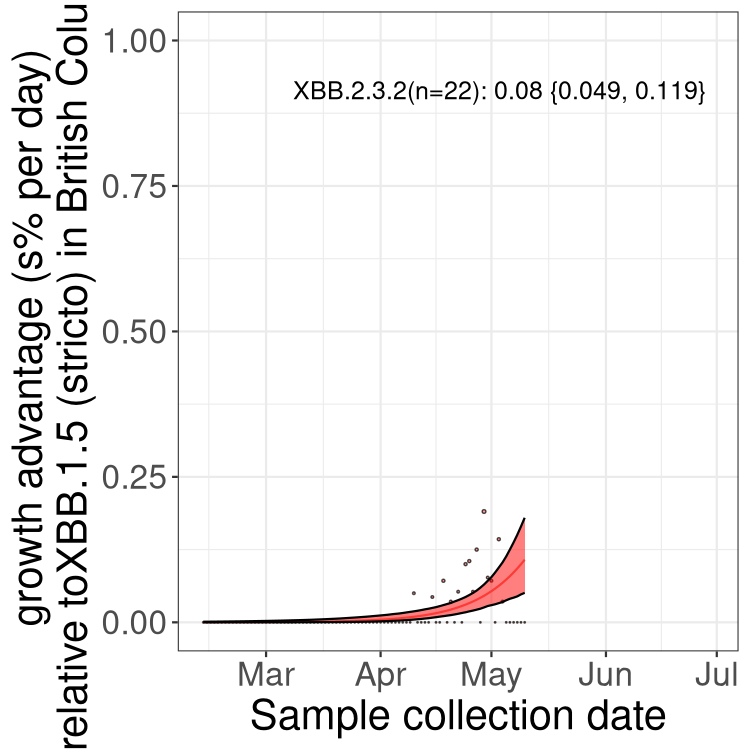 growth advantage (s% per day)
relative toXBB.1.5 (stricto) in British Colu
1.00
0.75
0.50
0.25
0.00
XBB.2.3.2(n=22): 0.08 {0.049, 0.119}
Mar Apr May Jun Jul
Sample collection date